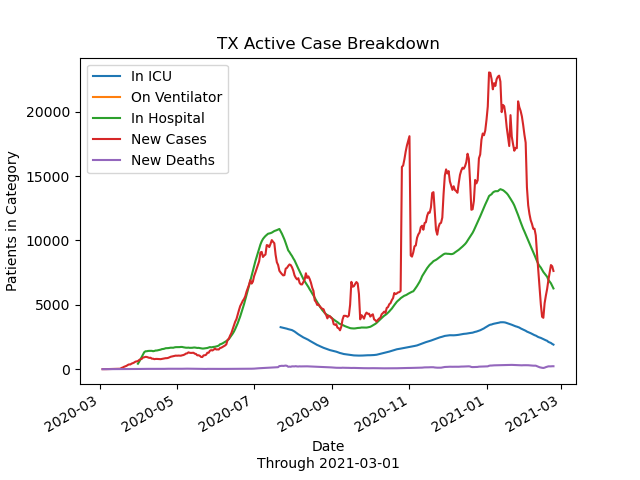 TX Active Case Breakdown
In ICU
On Ventilator
In Hospital
New Cases
New Deaths
Patients in Category
20000
15000
10000
5000
0
2020-03
2020-05
2020-07
2020-09
2020-11
2021-01
2021-03
Date
Through 2021-03-01